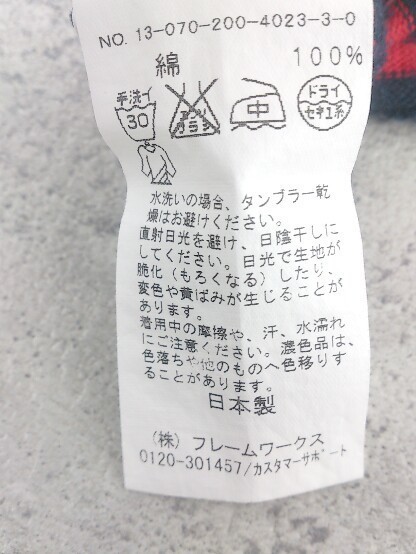 NO. 13-070-200-4023-3-0
綿 100%
手洗イ
30
エンソ
サラシ
中
ドライ
セキユ系
水洗いの場合、タンブラー乾
燥はお避けください。
直射日光を避け、日陰干しに
してください。日光で生地が
脆化(もろくなる)したり、
変色や黄ばみが生じることが
あります。
着用中の摩擦や、汗、水濡れ
にご注意ください。濃色品は、
色落ちや他のものへ色移りす
ることがあります。
日本製
(株) フレームワークス
0120-301457/カスタマーサポート